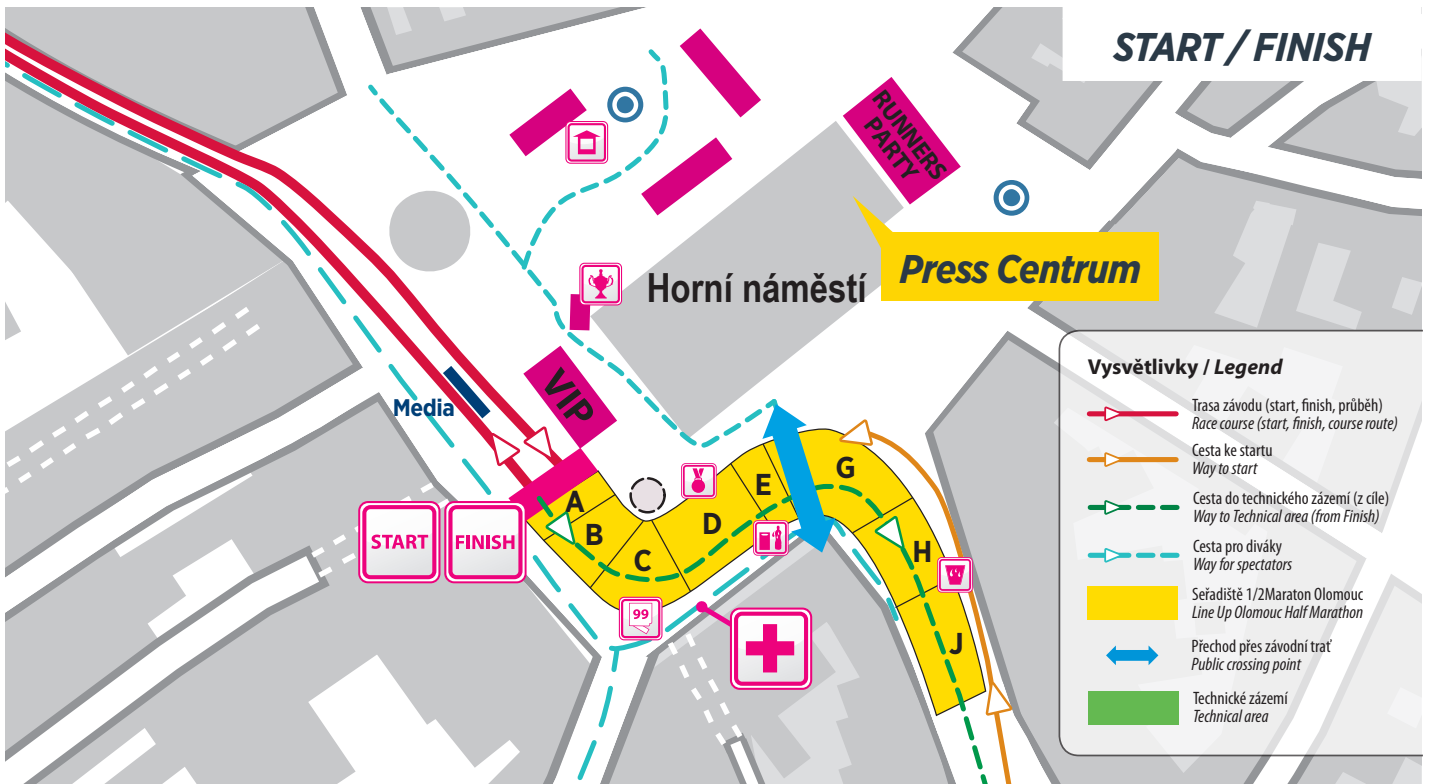 START / FINISH
RUNNERS
PARTY
Press Centrum
Horní náměstí
VIP
Media
START
FINISH
A
B
C
D
E
G
H
J
99
Vysvětlivky / Legend
Trasa závodu (start, finish, průběh)
Race course (start, finish, course route)
Cesta ke startu
Way to start
Cesta do technického zázemí (z cíle)
Way to Technical area (from Finish)
Cesta pro diváky
Way for spectators
Seřadiště 1/2Maraton Olomouc
Line Up Olomouc Half Marathon
Přechod přes závodní trať
Public crossing point
Technické zázemí
Technical area